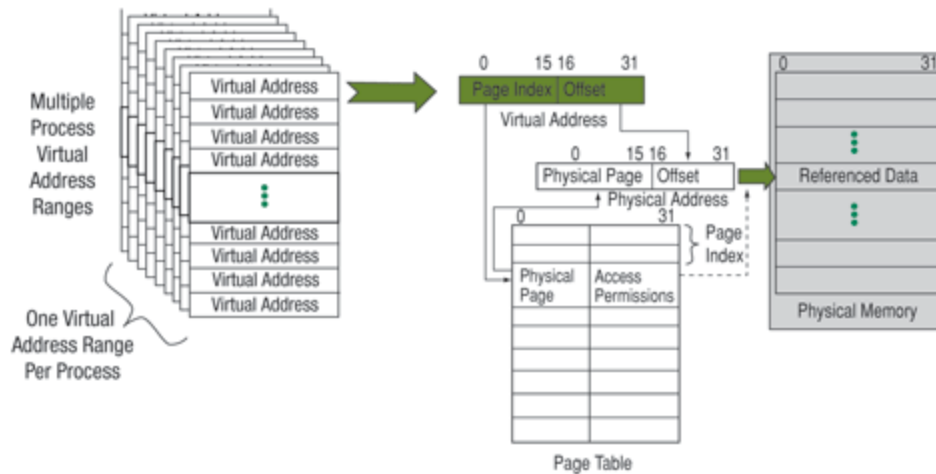 Multiple
Process
Virtual
Address
Ranges
Virtual Address
Virtual Address
Virtual Address
Virtual Address
Virtual Address
Virtual Address
Virtual Address
Virtual Address
One Virtual
Address Range
Per Process
0 15 16 31
Page Index Offset
Virtual Address
0 15 16 31
Physical Page Offset
Physical Address
0 31
Page
Index
Physical
Page
Access
Permissions
Page Table
0 31
Referenced Data
Physical Memory